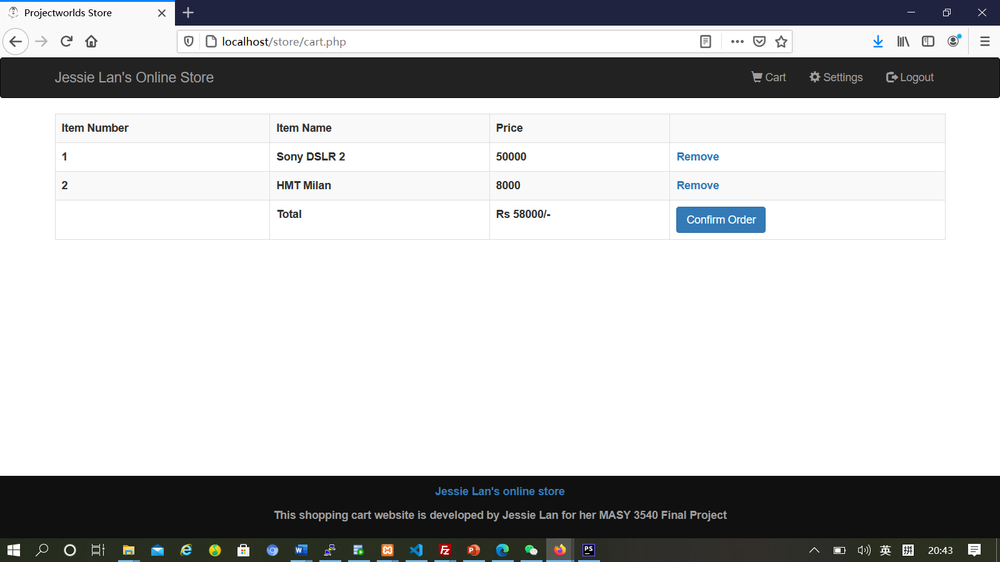 Projectworlds Store
localhost/store/cart.php
Jessie Lan's Online Store
Cart
Settings
Logout
Item Number Item Name Price
1 Sony DSLR 2 50000 Remove
2 HMT Milan 8000 Remove
Total Rs 58000/- Confirm Order
Jessie Lan's online store
This shopping cart website is developed by Jessie Lan for her MASY 3540 Final Project
英 拼 20:43